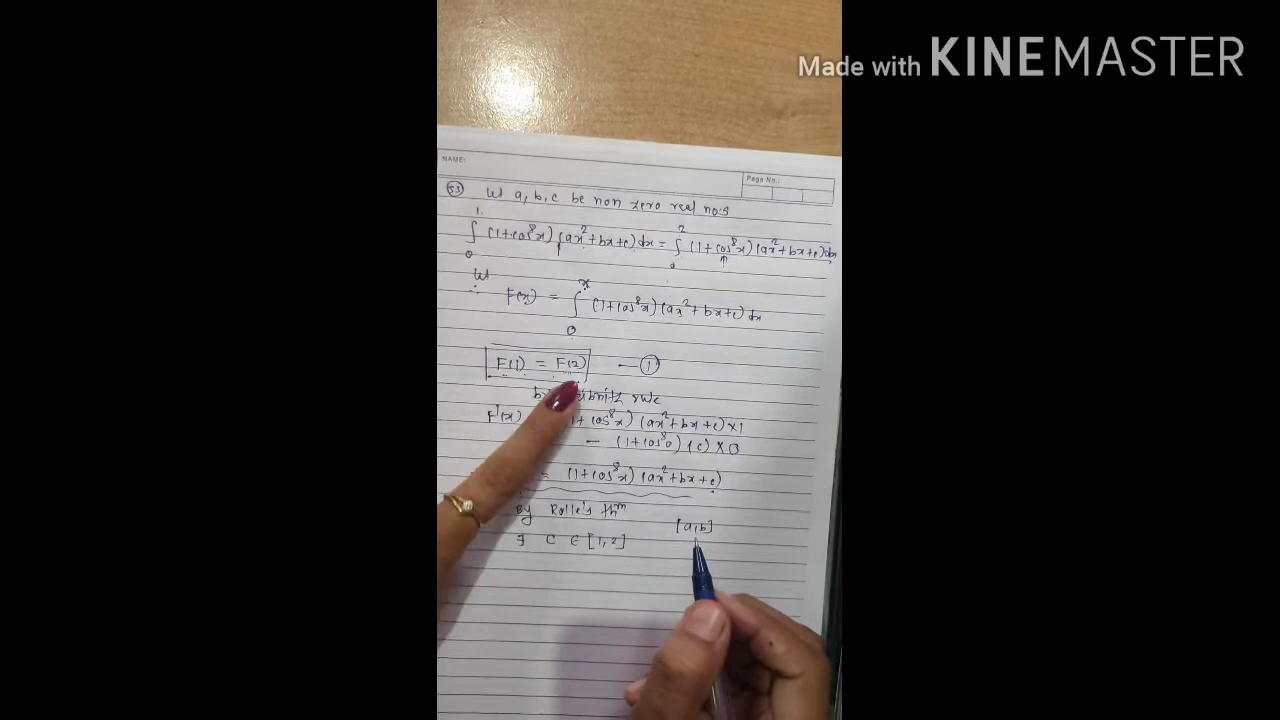 Made with KINEMASTER
NAME:
Page No.:
53 Let a, b, c be non zero real no.s
∫₀¹ (1+cos⁸x) (ax²+bx+c) dx = ∫₀² (1+cos⁸x) (ax²+bx+c) dx
Let
∴ F(x) = ∫₀ˣ (1+cos⁸x) (ax²+bx+c) dx
F(1) = F(2) — ①
rule
F'(x) cos⁸x) (ax²+bx+c) ×1
− (1+cos⁸0) (c) × 0
= (1+cos⁸x) (ax²+bx+c)
By Rolle's thm
[a,b]
∃ c ∈ [1,2]